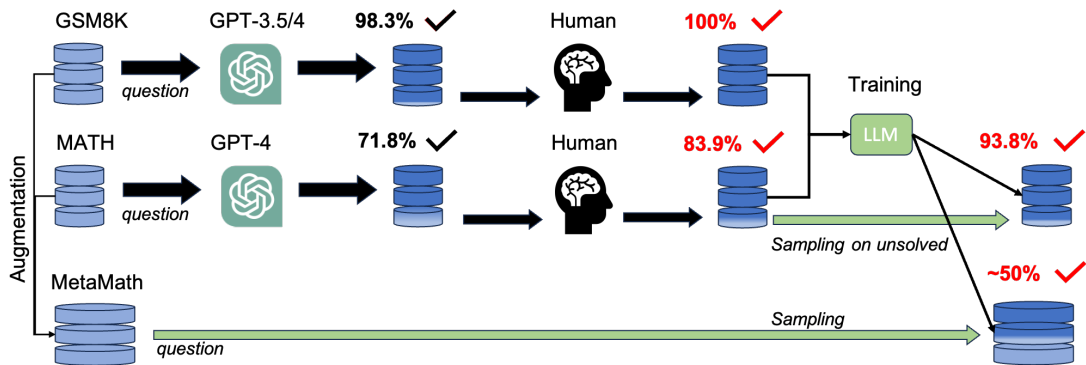 GSM8K
GPT-3.5/4
98.3%
Human
100%
question
Training
MATH
GPT-4
71.8%
Human
83.9%
LLM
93.8%
question
Augmentation
Sampling on unsolved
MetaMath
~50%
Sampling
question